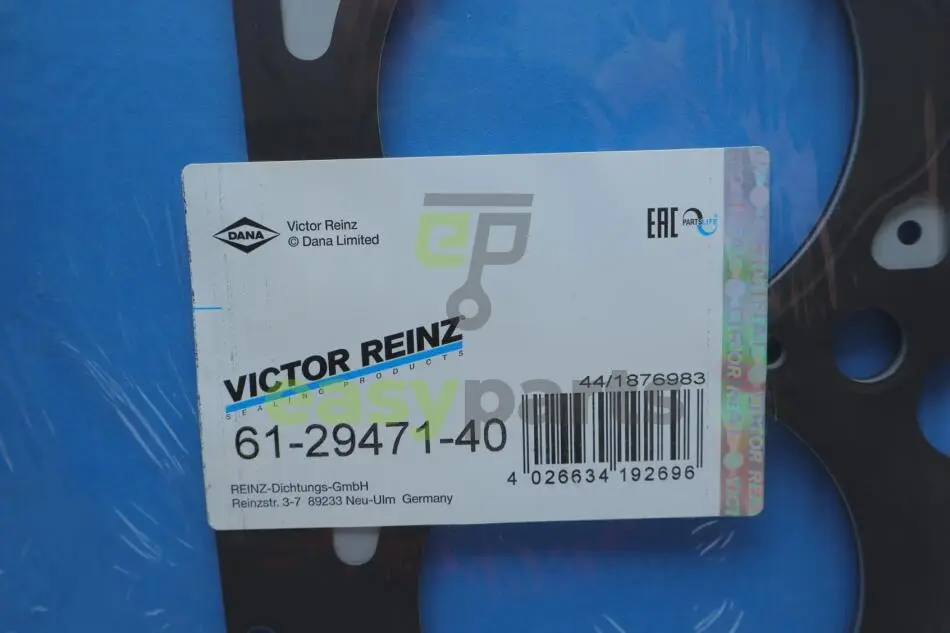 DANA
Victor Reinz
© Dana Limited
EAC
PARTSLIFE
ep
VICTOR REINZ
SEALING PRODUCTS
easyparts
44/1876983
61-29471-40
4 026634 192696
REINZ-Dichtungs-GmbH
Reinzstr. 3-7 89233 Neu-Ulm Germany